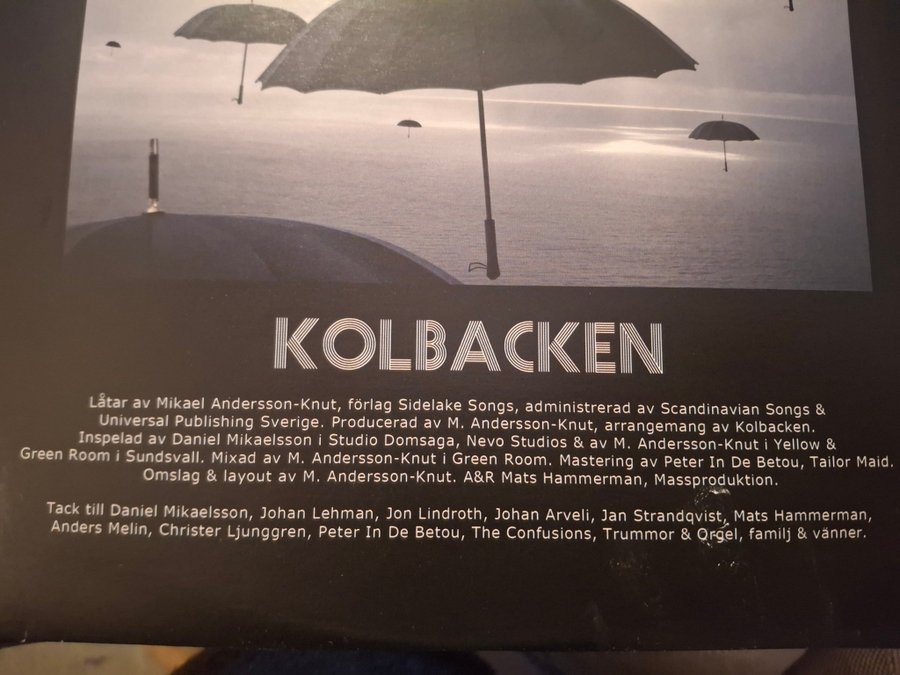 KOLBACKEN
Låtar av Mikael Andersson-Knut, förlag Sidelake Songs, administrerad av Scandinavian Songs &
Universal Publishing Sverige. Producerad av M. Andersson-Knut, arrangemang av Kolbacken.
Inspelad av Daniel Mikaelsson i Studio Domsaga, Nevo Studios & av M. Andersson-Knut i Yellow &
Green Room i Sundsvall. Mixad av M. Andersson-Knut i Green Room. Mastering av Peter In De Betou, Tailor Maid.
Omslag & layout av M. Andersson-Knut. A&R Mats Hammerman, Massproduktion.
Tack till Daniel Mikaelsson, Johan Lehman, Jon Lindroth, Johan Arveli, Jan Strandqvist, Mats Hammerman,
Anders Melin, Christer Ljunggren, Peter In De Betou, The Confusions, Trummor & Orgel, familj & vänner.